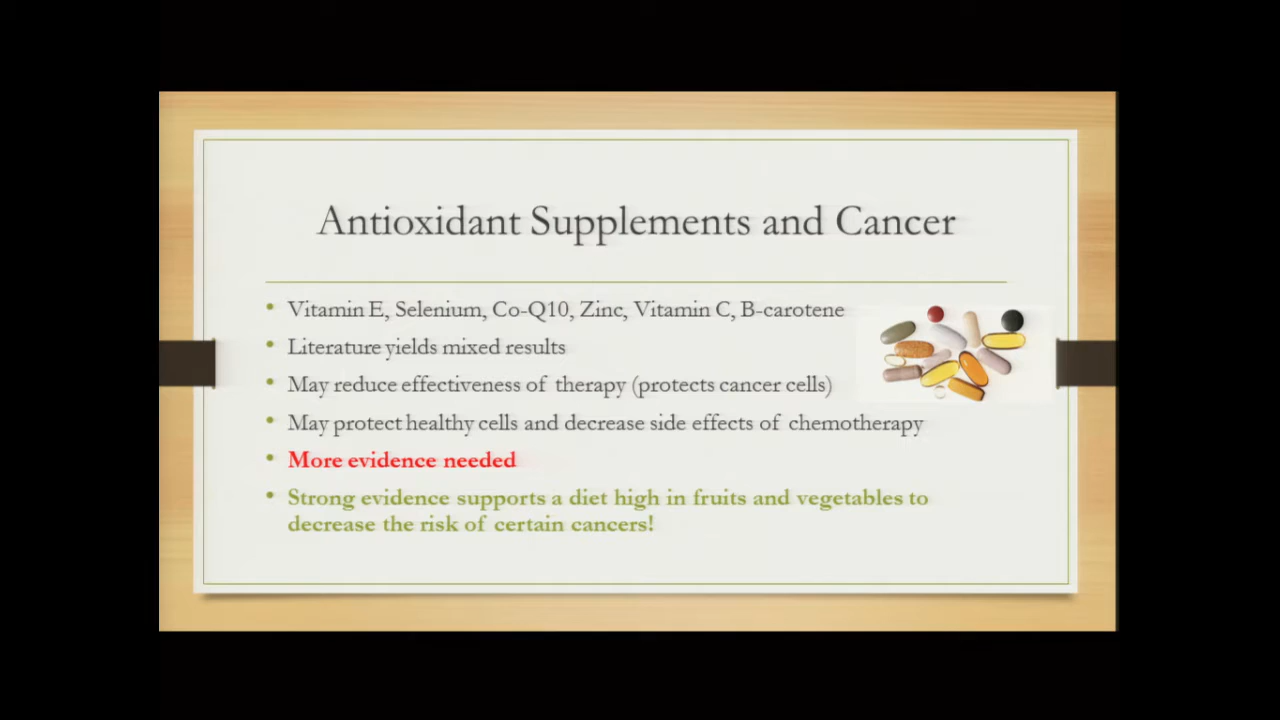 Antioxidant Supplements and Cancer
• Vitamin E, Selenium, Co-Q10, Zinc, Vitamin C, B-carotene
• Literature yields mixed results
• May reduce effectiveness of therapy (protects cancer cells)
• May protect healthy cells and decrease side effects of chemotherapy
• More evidence needed
• Strong evidence supports a diet high in fruits and vegetables to
decrease the risk of certain cancers!